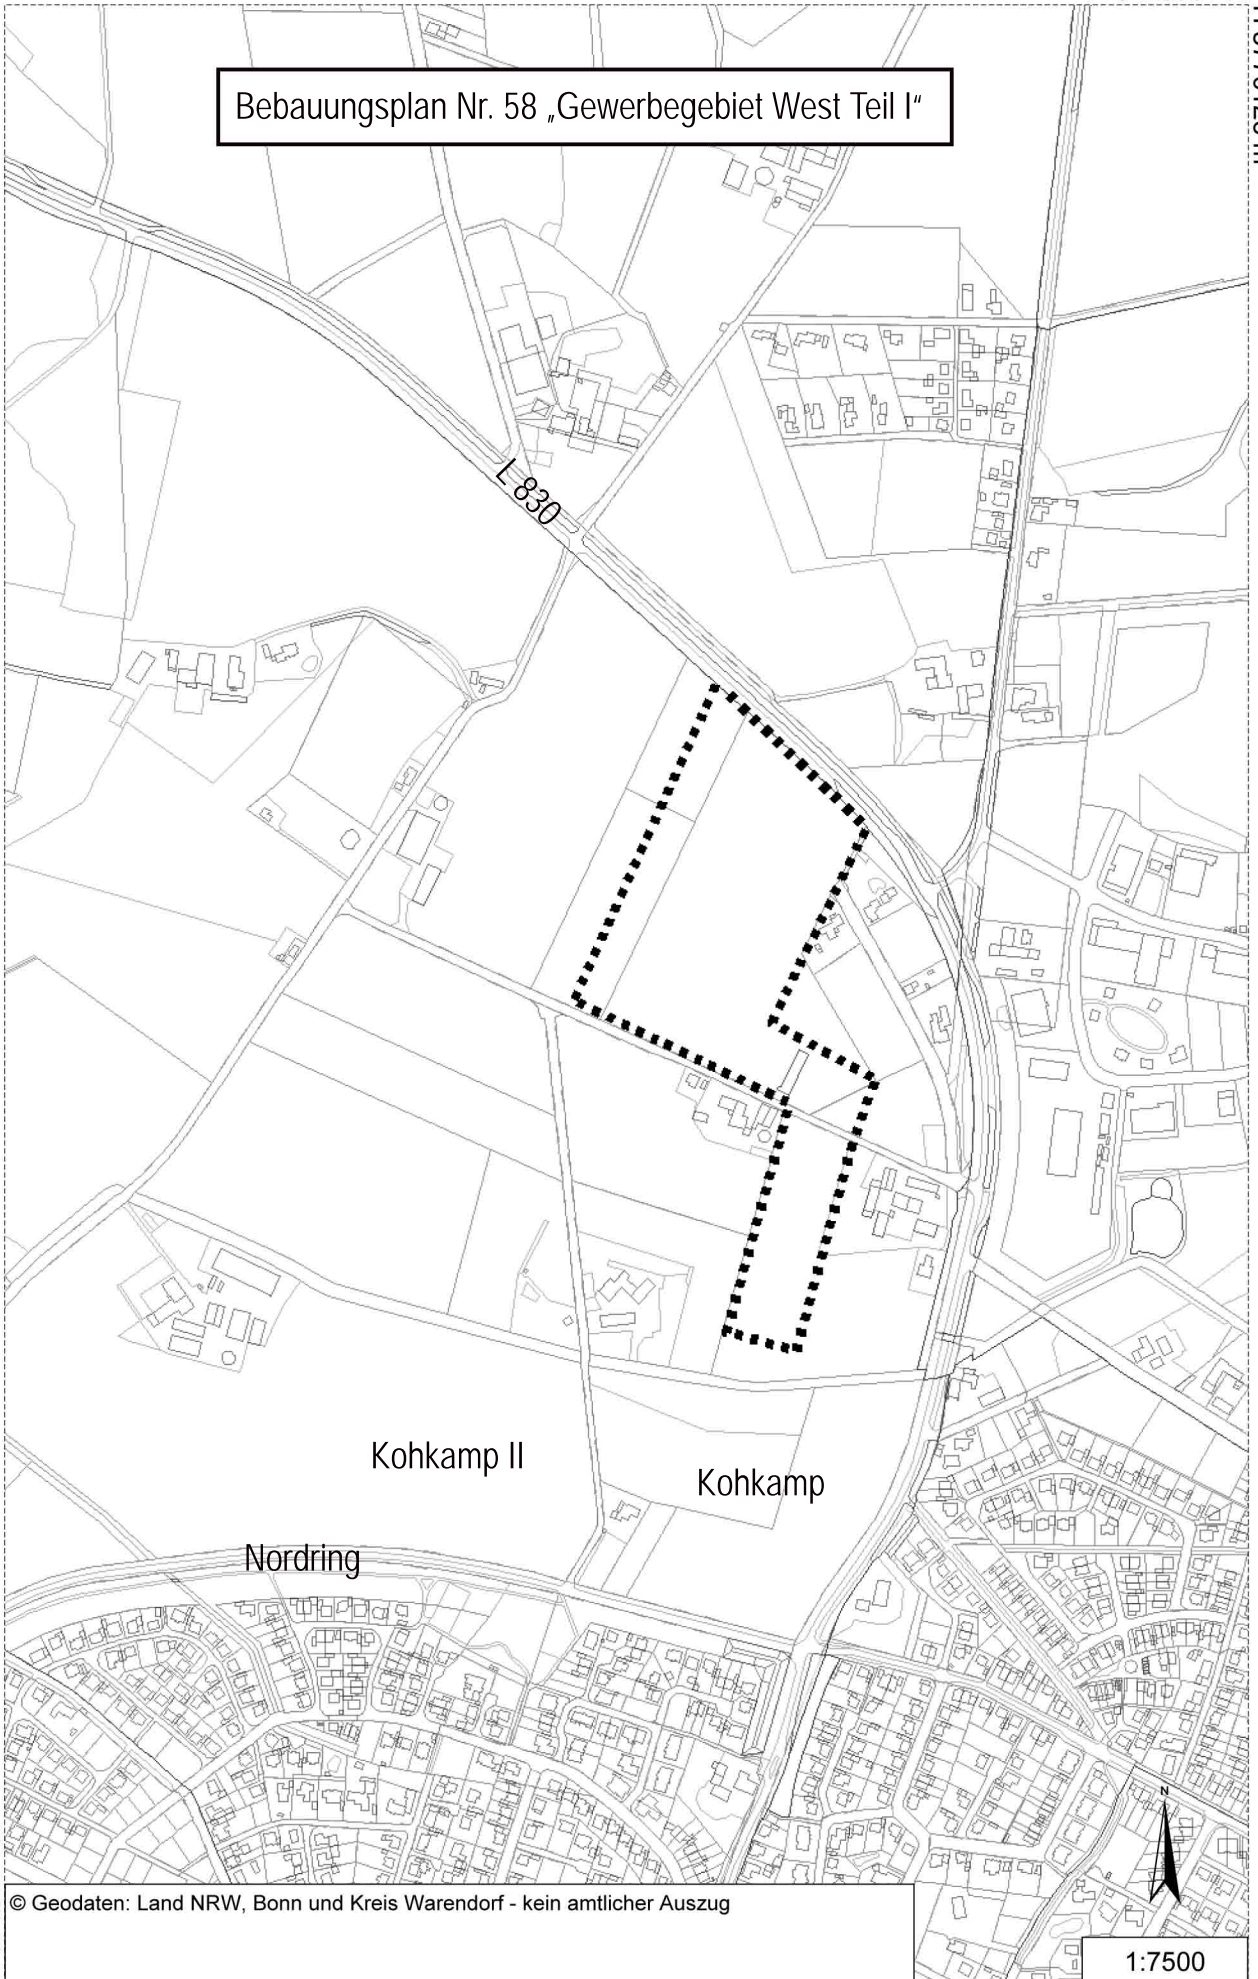 Bebauungsplan Nr. 58 „Gewerbegebiet West Teil I“
L 830
Kohkamp II
Kohkamp
Nordring
N
© Geodaten: Land NRW, Bonn und Kreis Warendorf - kein amtlicher Auszug
1:7500